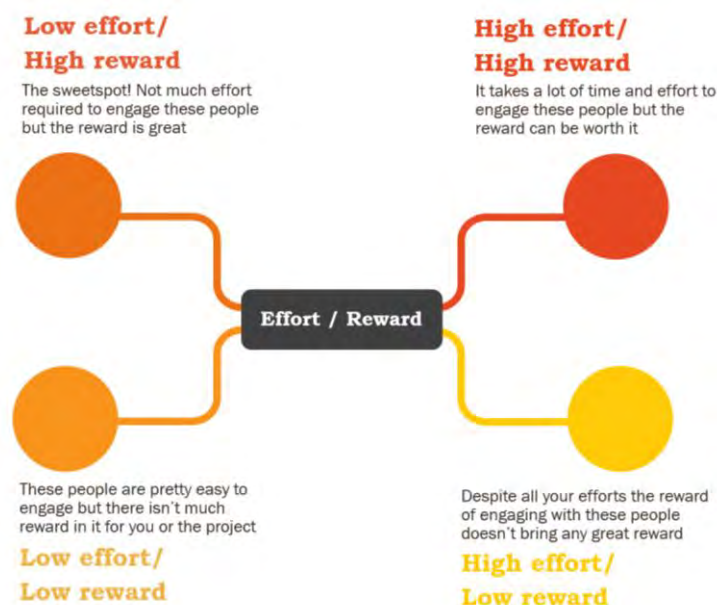 Low effort/
High reward
The sweetspot! Not much effort
required to engage these people
but the reward is great
High effort/
High reward
It takes a lot of time and effort to
engage these people but the
reward can be worth it
Effort / Reward
These people are pretty easy to
engage but there isn't much
reward in it for you or the project
Low effort/
Low reward
Despite all your efforts the reward
of engaging with these people
doesn't bring any great reward
High effort/
Low reward